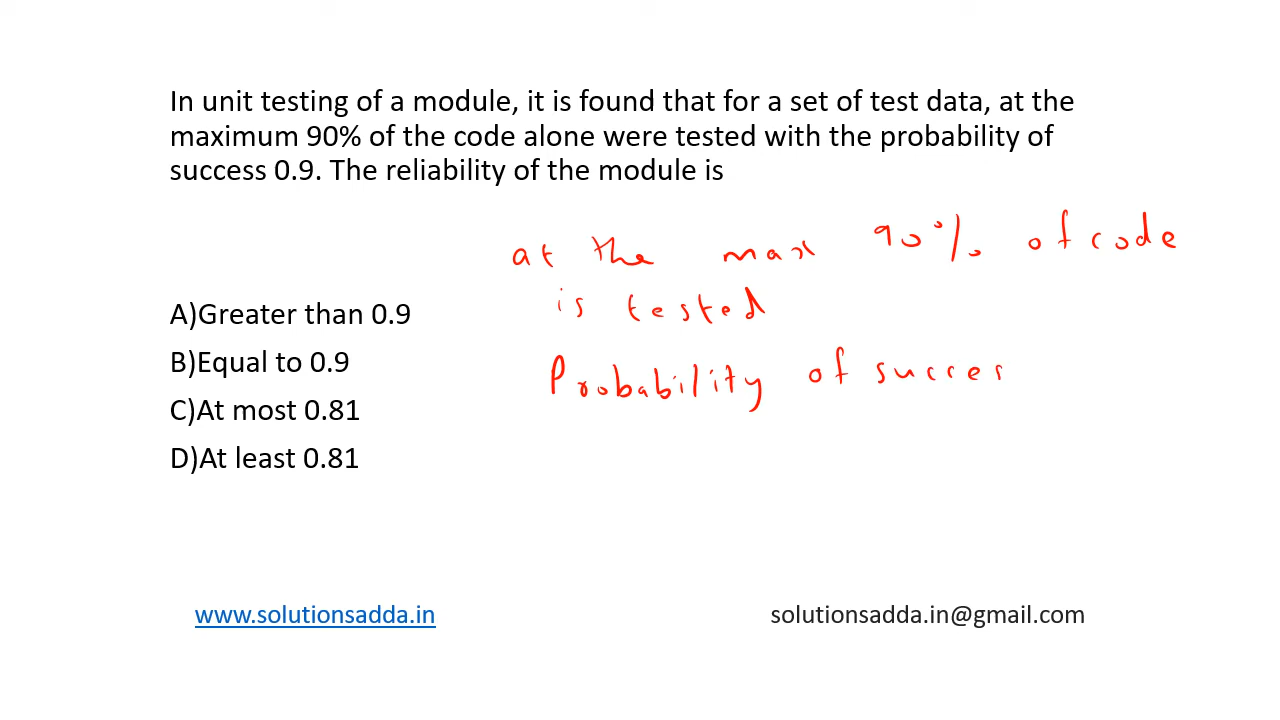 In unit testing of a module, it is found that for a set of test data, at the
maximum 90% of the code alone were tested with the probability of
success 0.9. The reliability of the module is
at the max 90% of code
is tested
A)Greater than 0.9
B)Equal to 0.9
Probability of succes
C)At most 0.81
D)At least 0.81
www.solutionsadda.in
solutionsadda.in@gmail.com